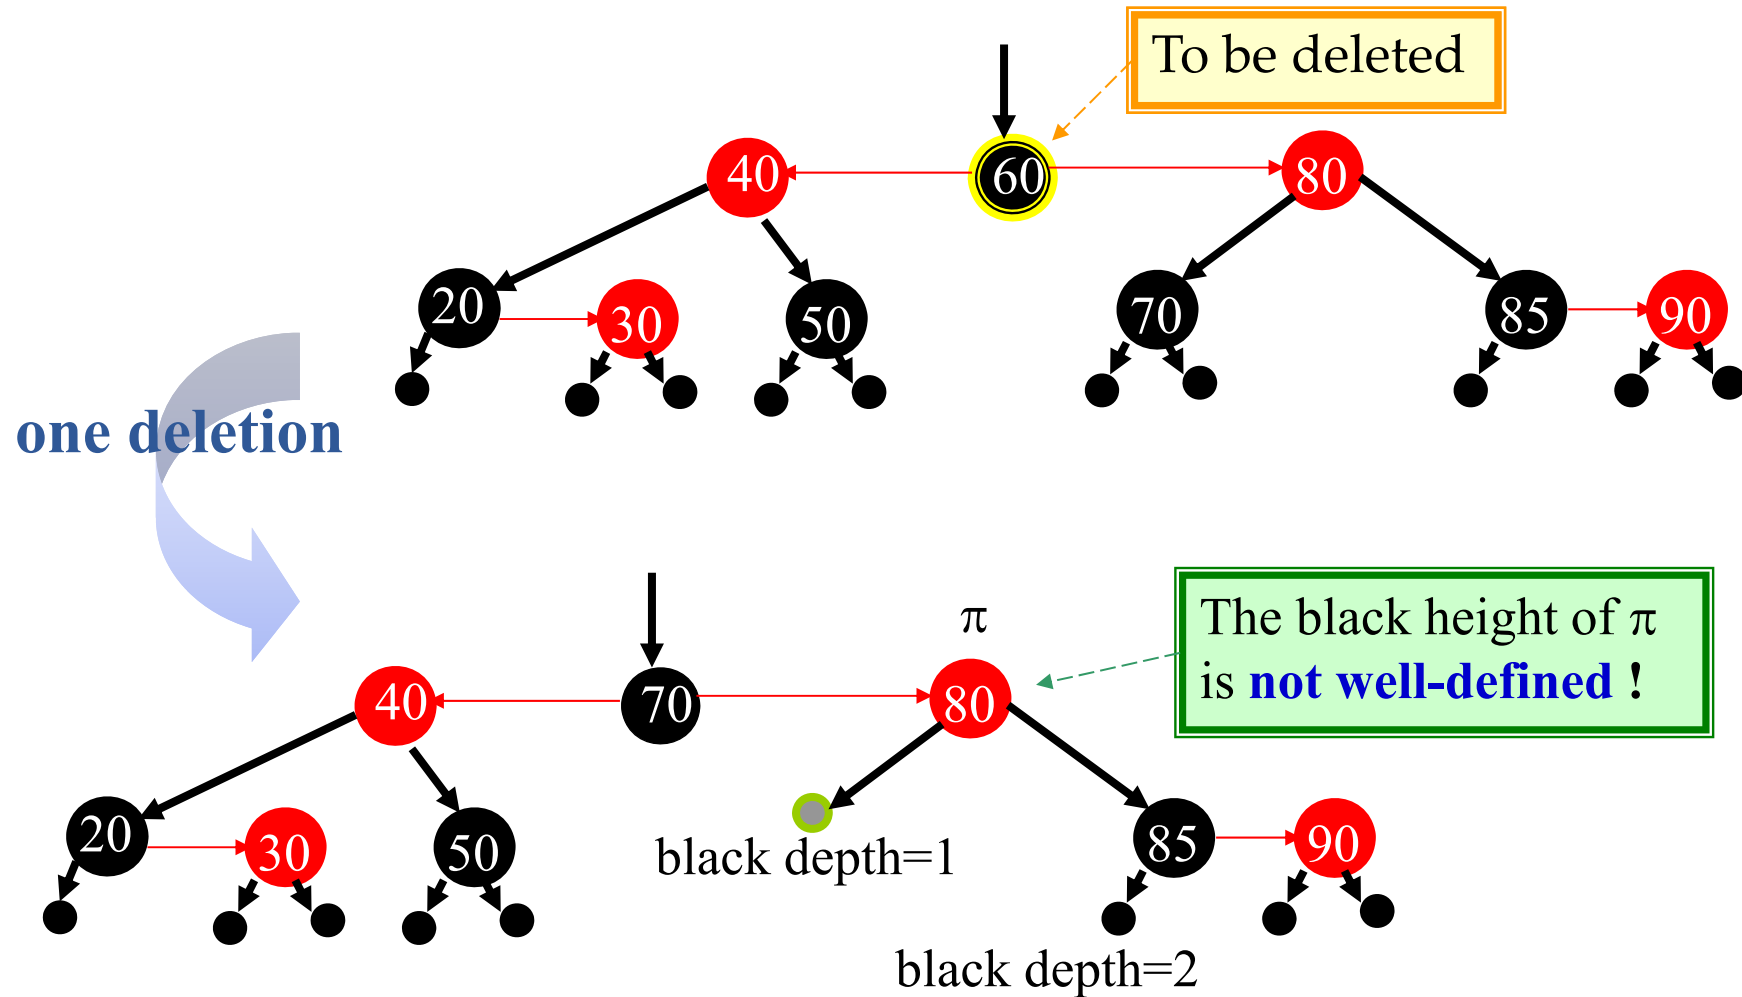 To be deleted
40
60
80
20
30
50
70
85
90
one deletion
π
The black height of π
is not well-defined !
40
70
80
20
30
50
85
90
black depth=1
black depth=2